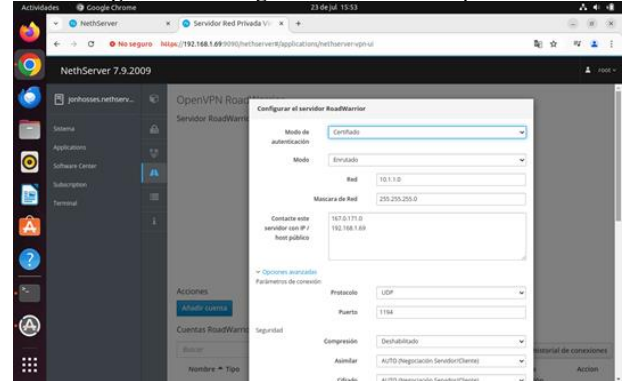 Actividades
Google Chrome
23 de jul 15:53
NethServer
Servidor Red Privada Vi
No seguro
https://192.168.1.69:9090/nethserver#/applications/nethserver-vpn-ui
NethServer 7.9.2009
root
jonhosses.nethserv...
OpenVPN Road
Servidor RoadWarrio
Configurar el servidor RoadWarrior
Sistema
Applications
Software Center
Subscription
Terminal
Modo de autenticación
Certificado
Modo
Enrutado
Red
10.1.1.0
Mascara de Red
255.255.255.0
Contacte este servidor con IP / host público
167.0.171.0
192.168.1.69
Opciones avanzadas
Parámetros de conexión
Protocolo
UDP
Puerto
1194
Acciones
Añadir cuenta
Cuentas RoadWarrio
Buscar
Nombre
Tipo
Seguridad
Compresión
Deshabilitado
Asimilar
AUTO (Negociación Servidor/Cliente)
Cifrado
AUTO (Negociación Servidor/Cliente)
historial de conexiones
Accion